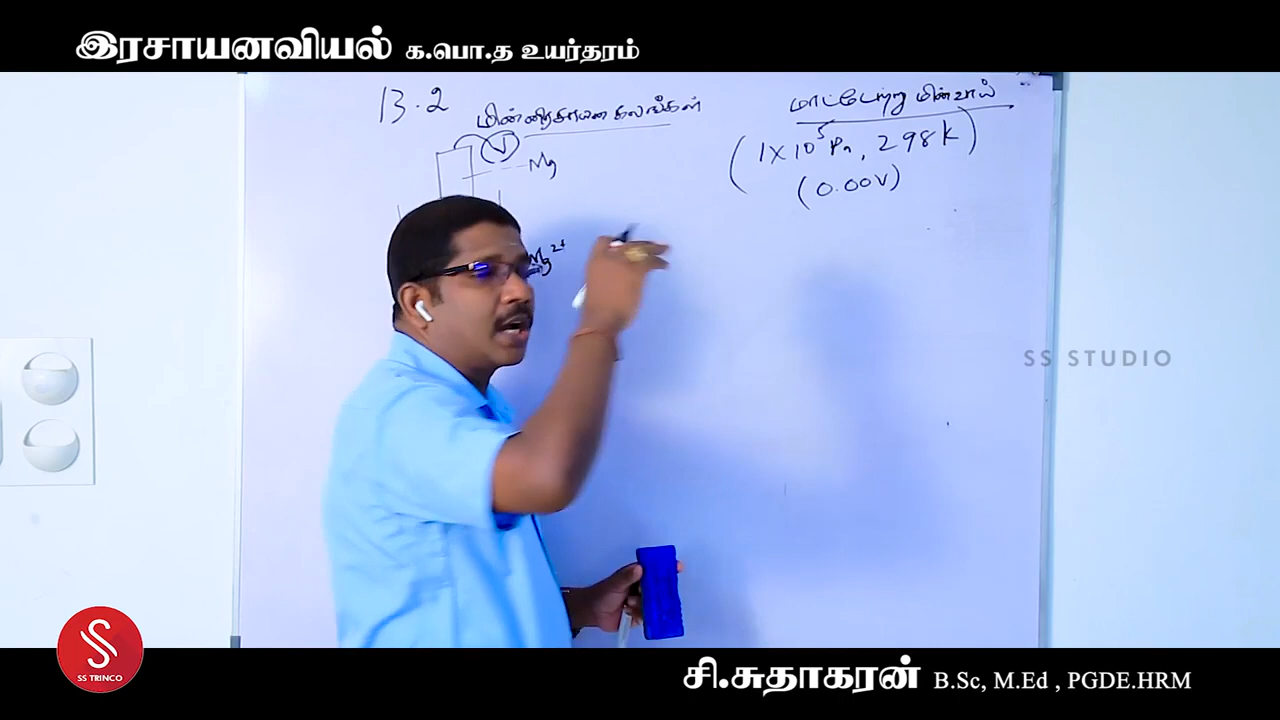 இரசாயனவியல் க.பொ.த உயர்தரம்
13.2 மின்னிரசாயன கலங்கள்
மாட்டேற்று மின்வாய்
(1 x 10⁵ Pa, 298 K)
(0.00V)
V
Mg
Mg²⁺
SS STUDIO
SS TRINCO
சி.சுதாகரன் B.Sc, M.Ed , PGDE.HRM